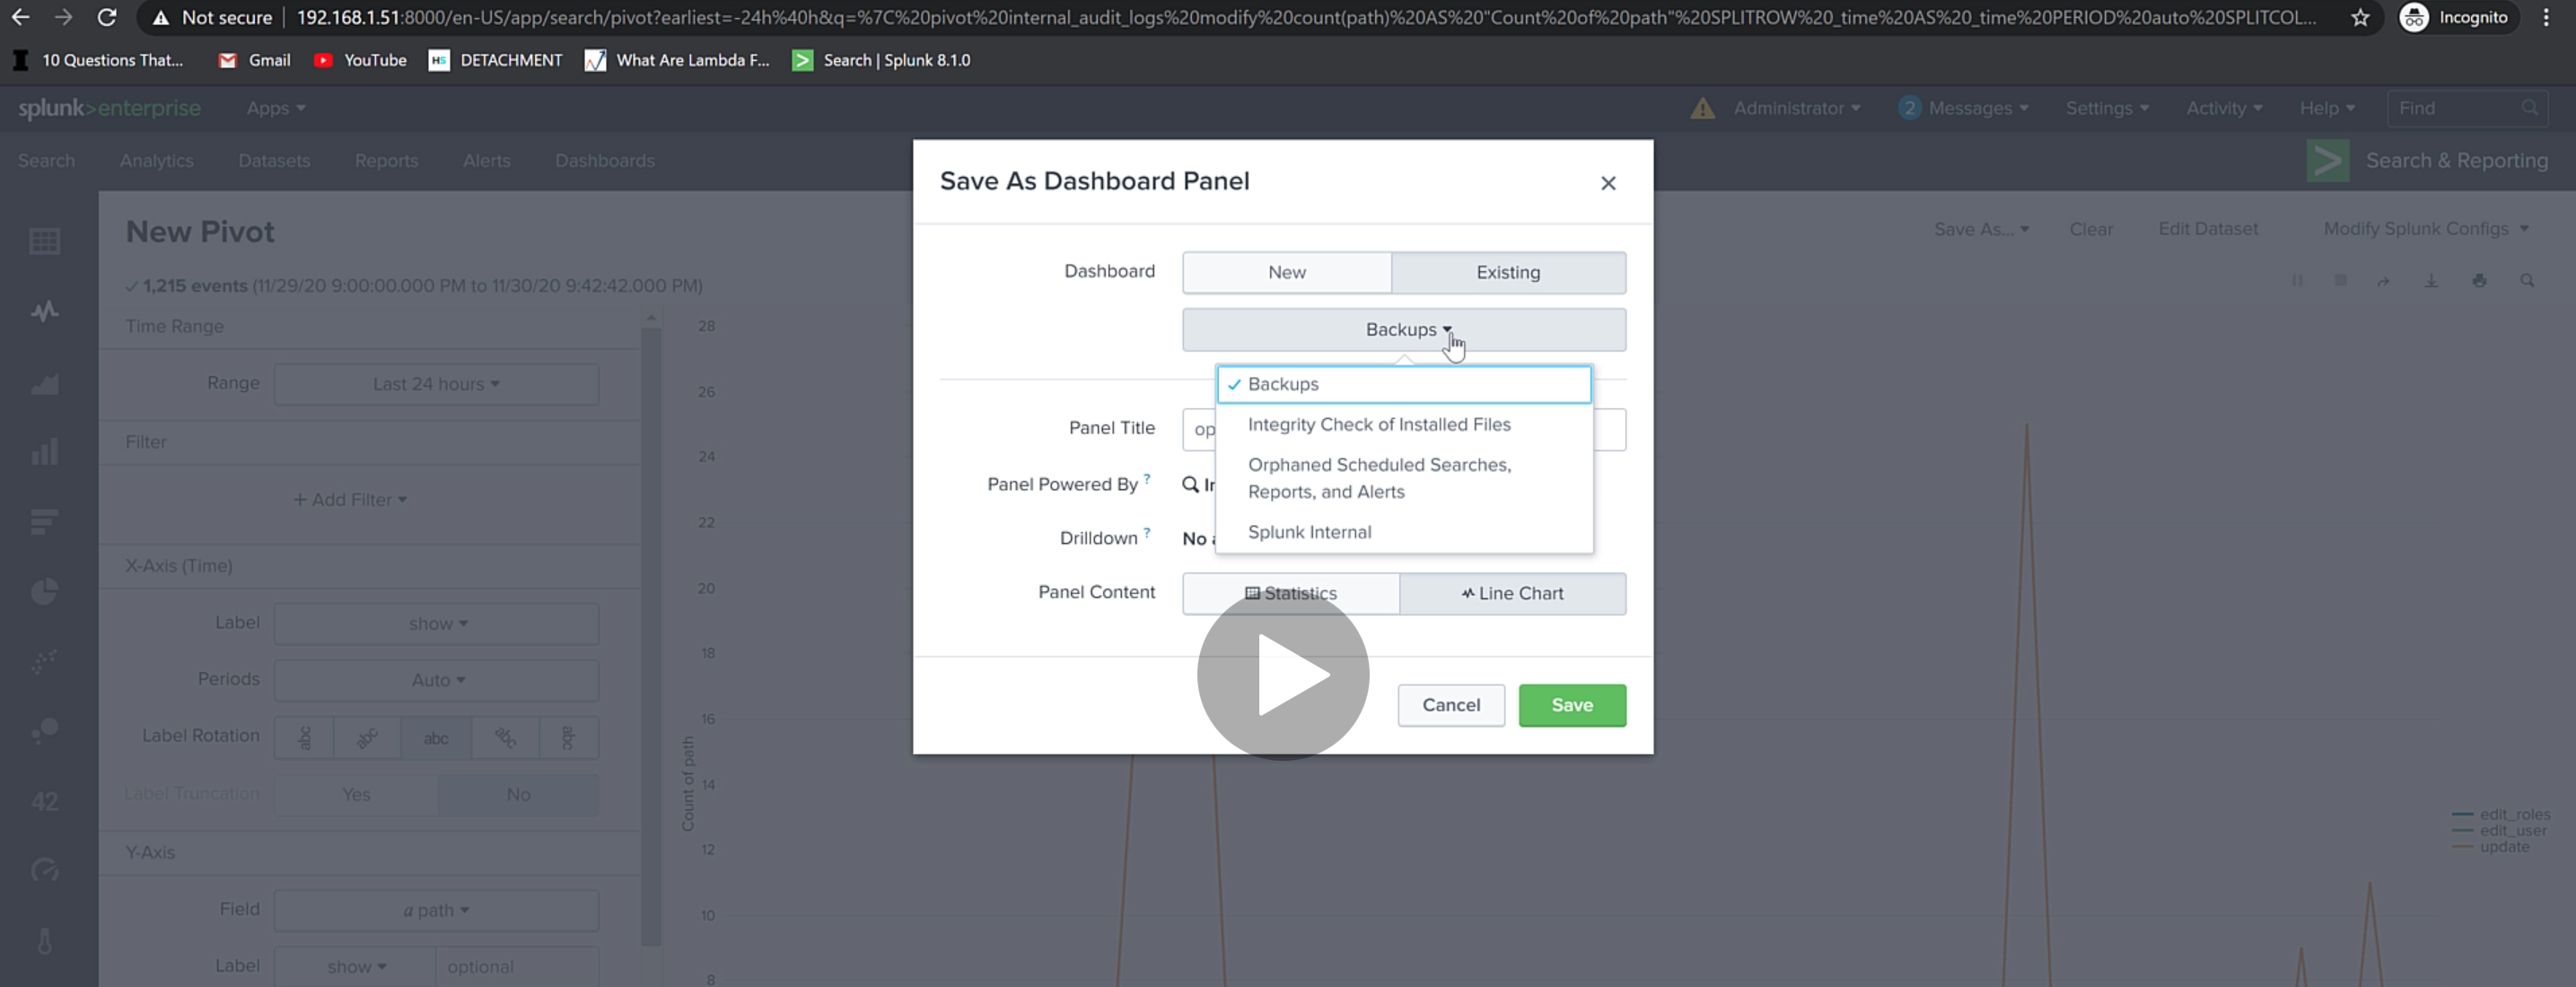 Not secure | 192.168.1.51:8000/en-US/app/search/pivot?earliest=-24h%40h&q=%7C%20pivot%20internal_audit_logs%20modify%20count(path)%20AS%20"Count%20of%20path"%20SPLITROW%20_time%20AS%20_time%20PERIOD%20auto%20SPLITCOL...
Incognito
10 Questions That...
Gmail
YouTube
HS DETACHMENT
What Are Lambda F...
Search | Splunk 8.1.0
splunk>enterprise
Apps
Administrator
2 Messages
Settings
Activity
Help
Find
Search
Analytics
Datasets
Reports
Alerts
Dashboards
Search & Reporting
New Pivot
Save As...
Clear
Edit Dataset
Modify Splunk Configs
✓ 1,215 events (11/29/20 9:00:00.000 PM to 11/30/20 9:42:42.000 PM)
Time Range
Range
Last 24 hours
Filter
+ Add Filter
X-Axis (Time)
Label
show
Periods
Auto
Label Rotation
abc
abc
abc
abc
abc
Label Truncation
Yes
No
Y-Axis
Field
a path
Label
show
optional
42
28
26
24
22
20
18
16
14
12
10
8
Count of path
edit_roles
edit_user
update
Save As Dashboard Panel
Dashboard
New
Existing
Backups
✓ Backups
Integrity Check of Installed Files
Orphaned Scheduled Searches,
Reports, and Alerts
Splunk Internal
Panel Title
op
Panel Powered By ?
In
Drilldown ?
No a
Panel Content
Statistics
Line Chart
Cancel
Save